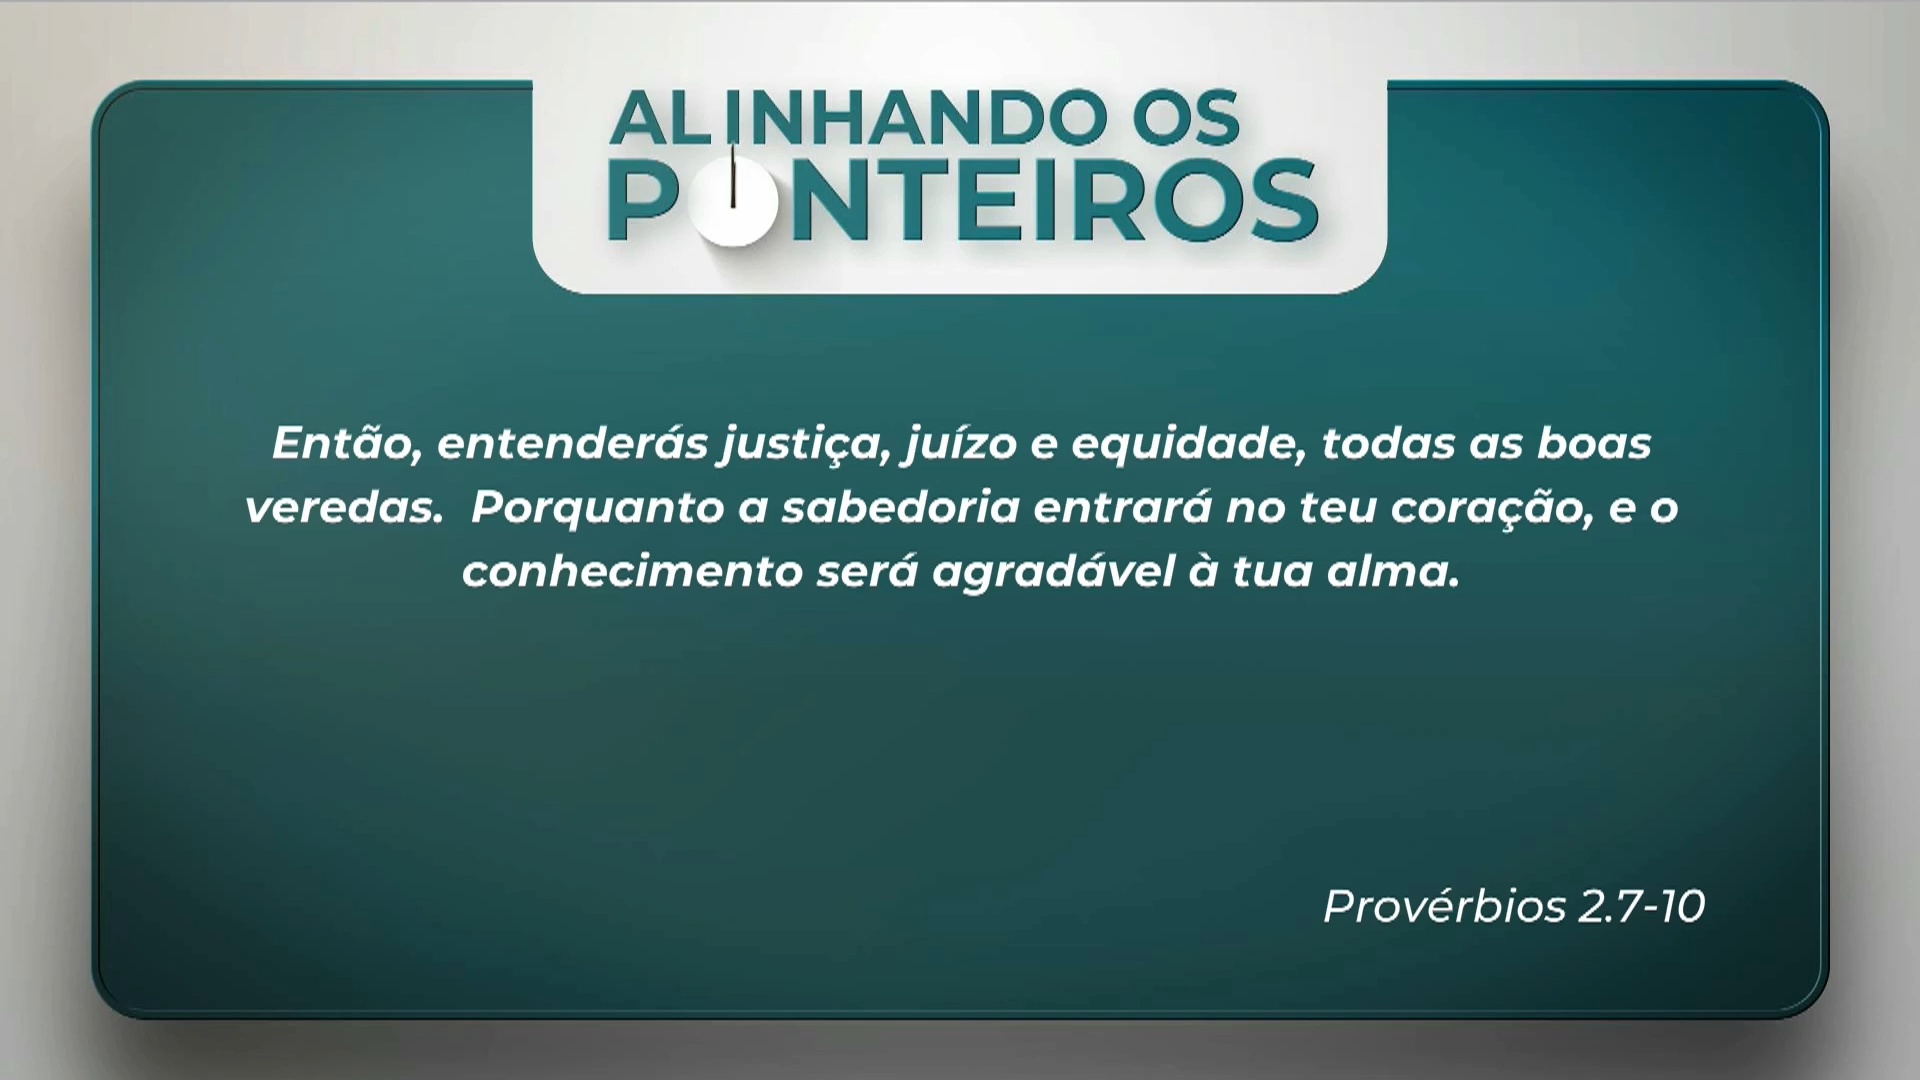 ALINHANDO OS
PONTEIROS
Então, entenderás justiça, juízo e equidade, todas as boas
veredas.  Porquanto a sabedoria entrará no teu coração, e o
conhecimento será agradável à tua alma.
Provérbios 2.7-10